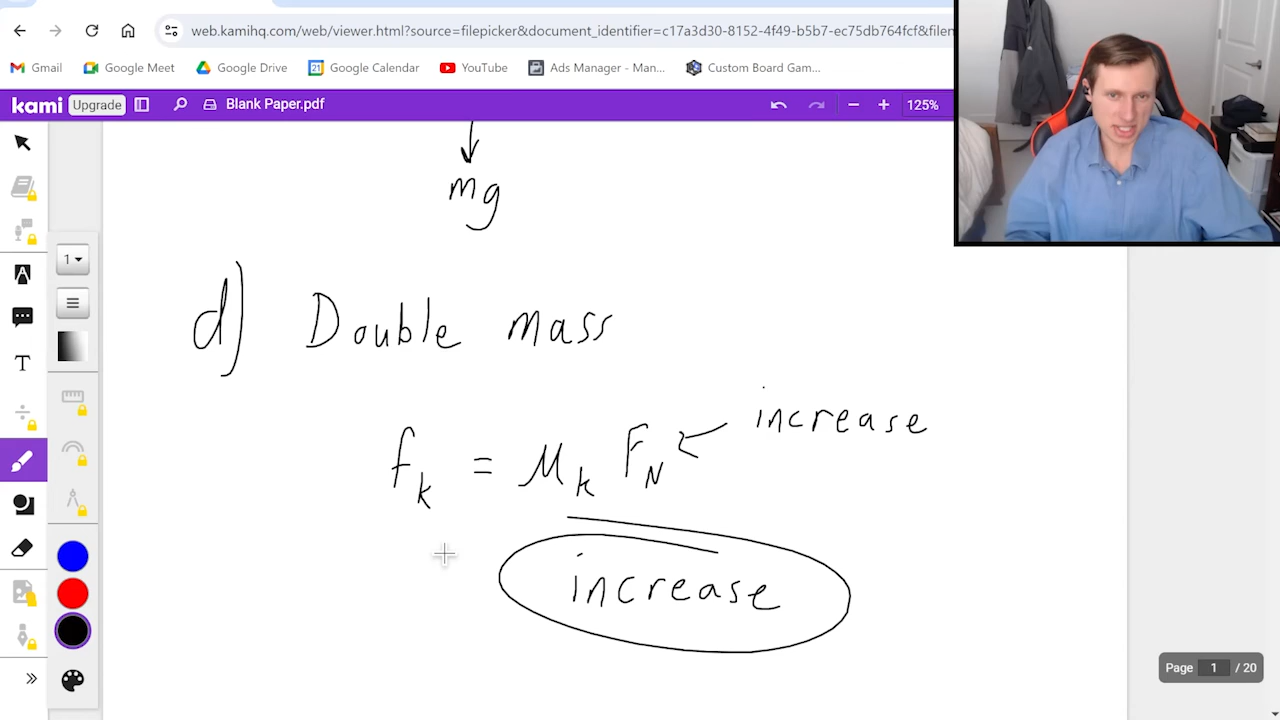 web.kamihq.com/web/viewer.html?source=filepicker&document_identifier=c17a3d30-8152-4f49-b5b7-ec75db764fcf&filen
Gmail Google Meet Google Drive 31 Google Calendar YouTube Ads Manager - Man... Custom Board Gam...
kami Upgrade Blank Paper.pdf 125%
mg
d) Double mass
increase
fk = μk FN
increase
1
A
T
Page 1 / 20